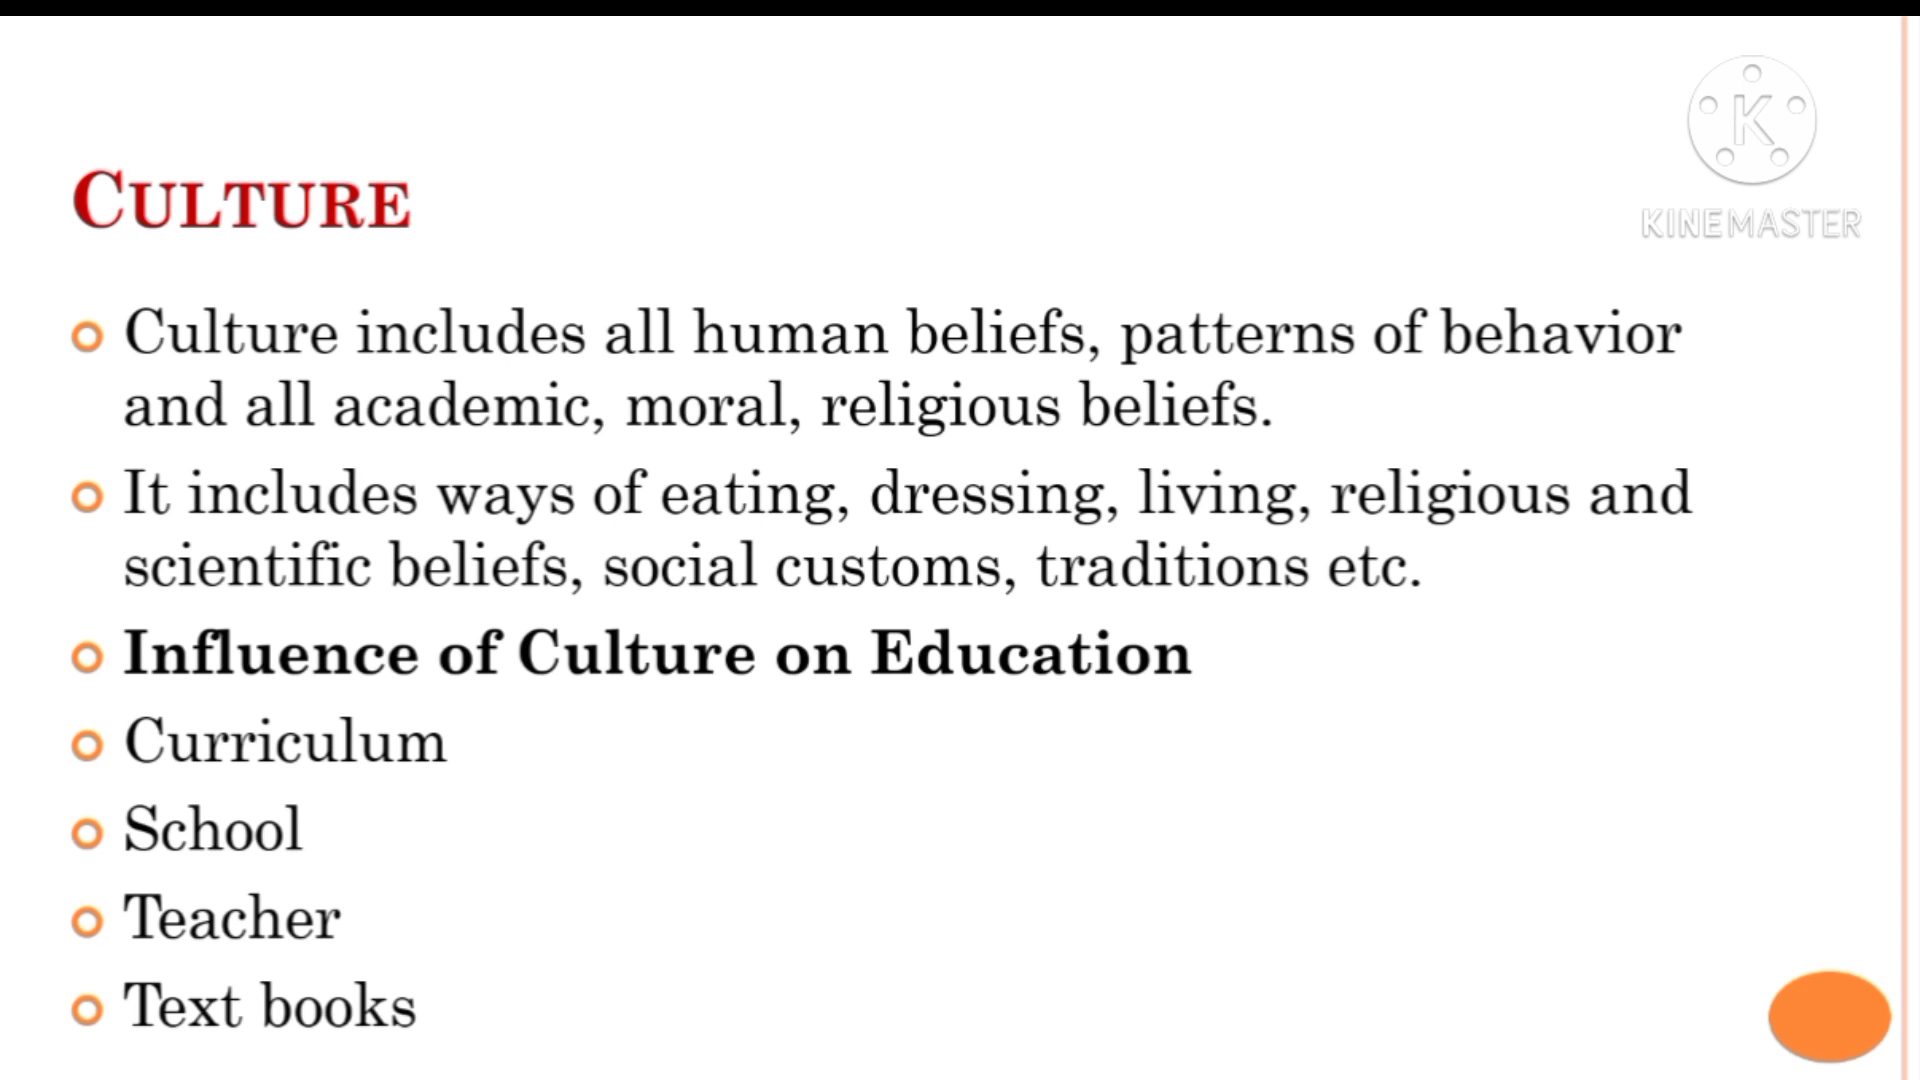 K
KINEMASTER
CULTURE
Culture includes all human beliefs, patterns of behavior
and all academic, moral, religious beliefs.
It includes ways of eating, dressing, living, religious and
scientific beliefs, social customs, traditions etc.
Influence of Culture on Education
Curriculum
School
Teacher
Text books